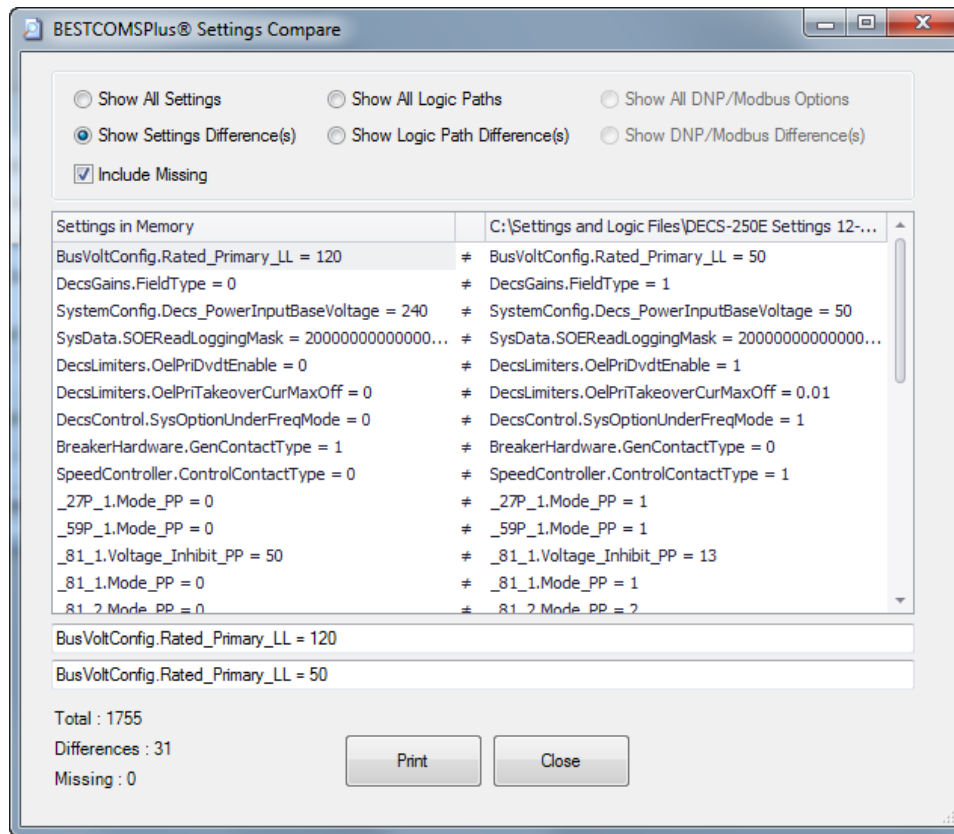 BESTCOMSPlus® Settings Compare
Show All Settings Show All Logic Paths Show All DNP/Modbus Options
Show Settings Difference(s) Show Logic Path Difference(s) Show DNP/Modbus Difference(s)
Include Missing
Settings in Memory C:\Settings and Logic Files\DECS-250E Settings 12-...
BusVoltConfig.Rated_Primary_LL = 120 ≠ BusVoltConfig.Rated_Primary_LL = 50
DecsGains.FieldType = 0 ≠ DecsGains.FieldType = 1
SystemConfig.Decs_PowerInputBaseVoltage = 240 ≠ SystemConfig.Decs_PowerInputBaseVoltage = 50
SysData.SOEReadLoggingMask = 20000000000000... ≠ SysData.SOEReadLoggingMask = 20000000000000...
DecsLimiters.OelPriDvdtEnable = 0 ≠ DecsLimiters.OelPriDvdtEnable = 1
DecsLimiters.OelPriTakeoverCurMaxOff = 0 ≠ DecsLimiters.OelPriTakeoverCurMaxOff = 0.01
DecsControl.SysOptionUnderFreqMode = 0 ≠ DecsControl.SysOptionUnderFreqMode = 1
BreakerHardware.GenContactType = 1 ≠ BreakerHardware.GenContactType = 0
SpeedController.ControlContactType = 0 ≠ SpeedController.ControlContactType = 1
_27P_1.Mode_PP = 0 ≠ _27P_1.Mode_PP = 1
_59P_1.Mode_PP = 0 ≠ _59P_1.Mode_PP = 1
_81_1.Voltage_Inhibit_PP = 50 ≠ _81_1.Voltage_Inhibit_PP = 13
_81_1.Mode_PP = 0 ≠ _81_1.Mode_PP = 1
_81_2.Mode_PP = 0 ≠ _81_2.Mode_PP = 2
BusVoltConfig.Rated_Primary_LL = 120
BusVoltConfig.Rated_Primary_LL = 50
Total : 1755
Differences : 31
Missing : 0
Print Close